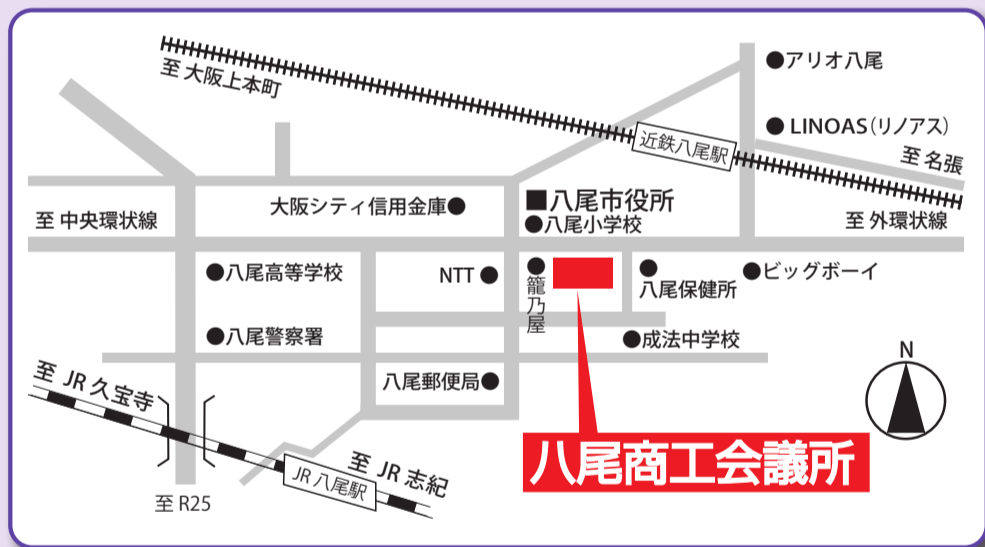 至 大阪上本町
●アリオ八尾
● LINOAS(リノアス)
近鉄八尾駅
至 名張
大阪シティ信用金庫●
■八尾市役所
●八尾小学校
至 中央環状線
至 外環状線
●八尾高等学校
NTT ●
●籠乃屋
●八尾保健所
●ビッグボーイ
●八尾警察署
●成法中学校
八尾郵便局●
N
至 JR 久宝寺
八尾商工会議所
JR 八尾駅
至 JR 志紀
至 R25